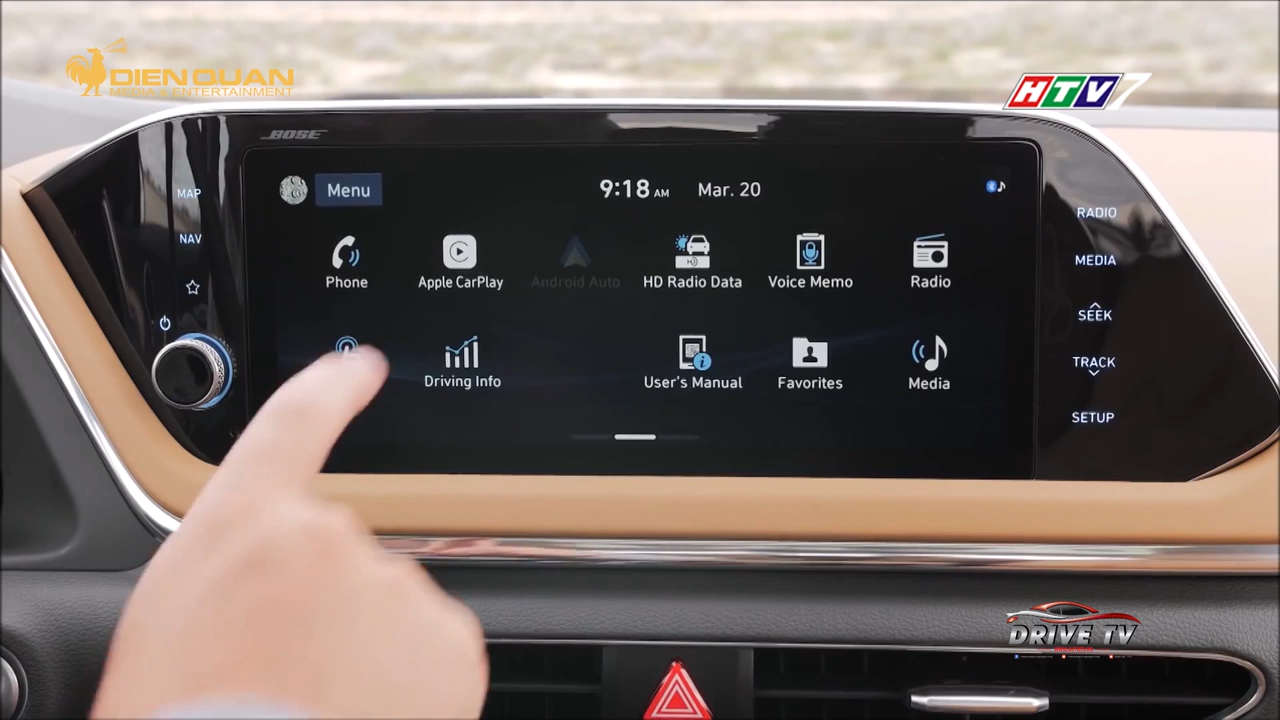 DIEN QUAN
MEDIA & ENTERTAINMENT
HTV7
BOSE
MAP
NAV
Menu
9:18 AM
Mar. 20
Phone
Apple CarPlay
Android Auto
HD Radio Data
Voice Memo
Radio
Driving Info
User's Manual
Favorites
Media
RADIO
MEDIA
SEEK
TRACK
SETUP
DRIVE TV